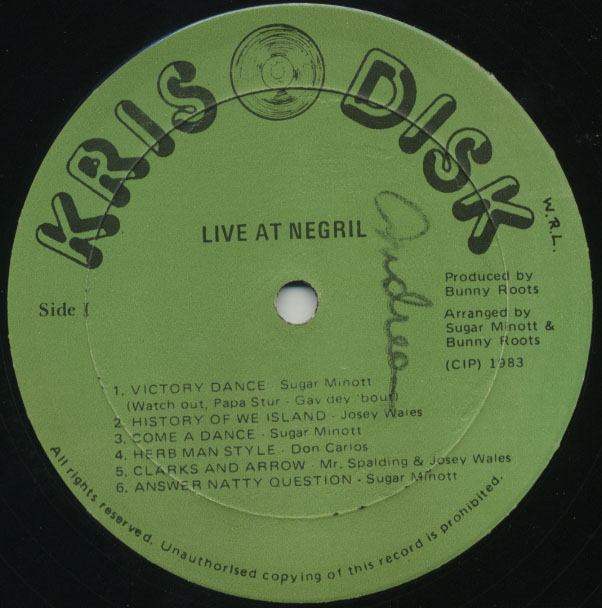 KRIS DISK
W.R.L.
LIVE AT NEGRIL
Andrea
Side I
Produced by
Bunny Roots
Arranged by
Sugar Minott &
Bunny Roots
(CIP) 1983
1. VICTORY DANCE Sugar Minott
(Watch out, Papa Stur - Gav dey 'bout)
2. HISTORY OF WE ISLAND - Josey Wales
3. COME A DANCE - Sugar Minott
4. HERB MAN STYLE - Don Carlos
5. CLARKS AND ARROW - Mr. Spalding & Josey Wales
6. ANSWER NATTY QUESTION - Sugar Minott
All rights reserved. Unauthorised copying of this record is prohibited.